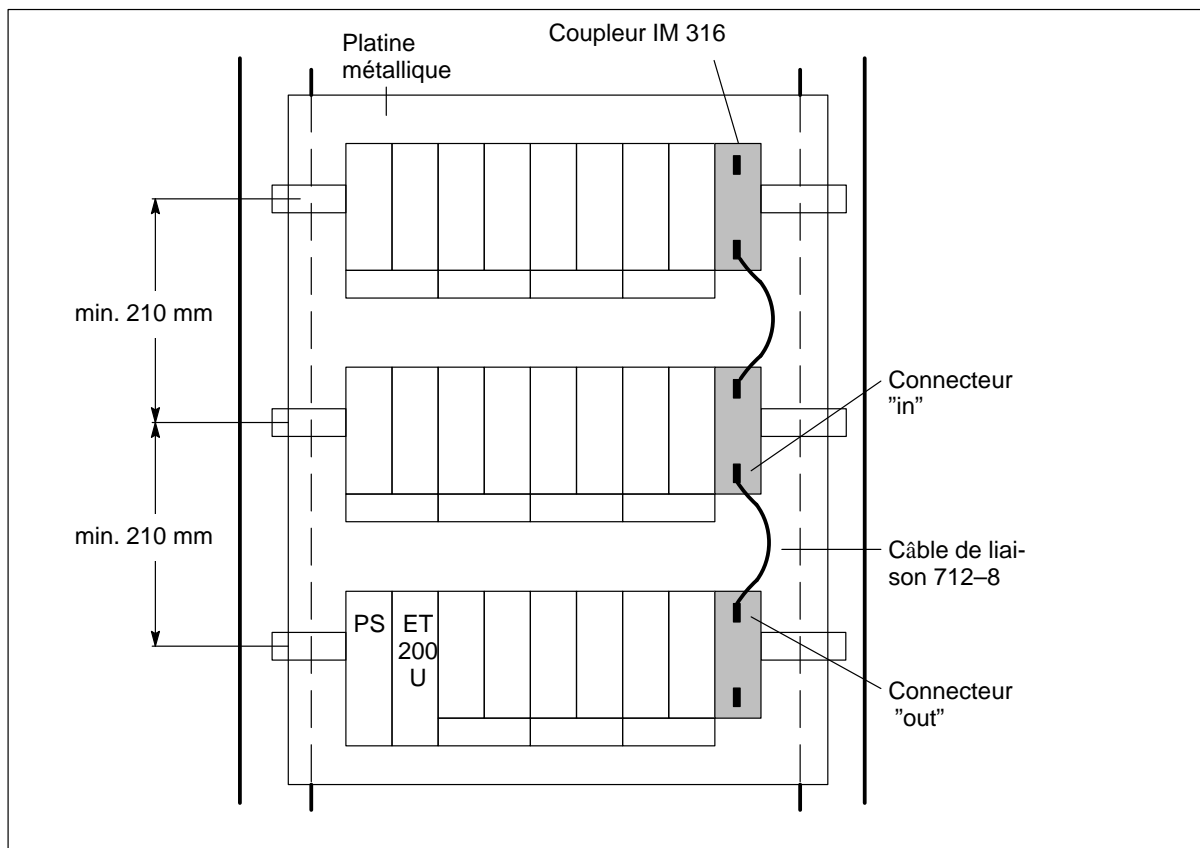 Platine
métallique
Coupleur IM 316
min. 210 mm
Connecteur
”in”
min. 210 mm
Câble de liai-
son 712–8
PS
ET
200
U
Connecteur
”out”